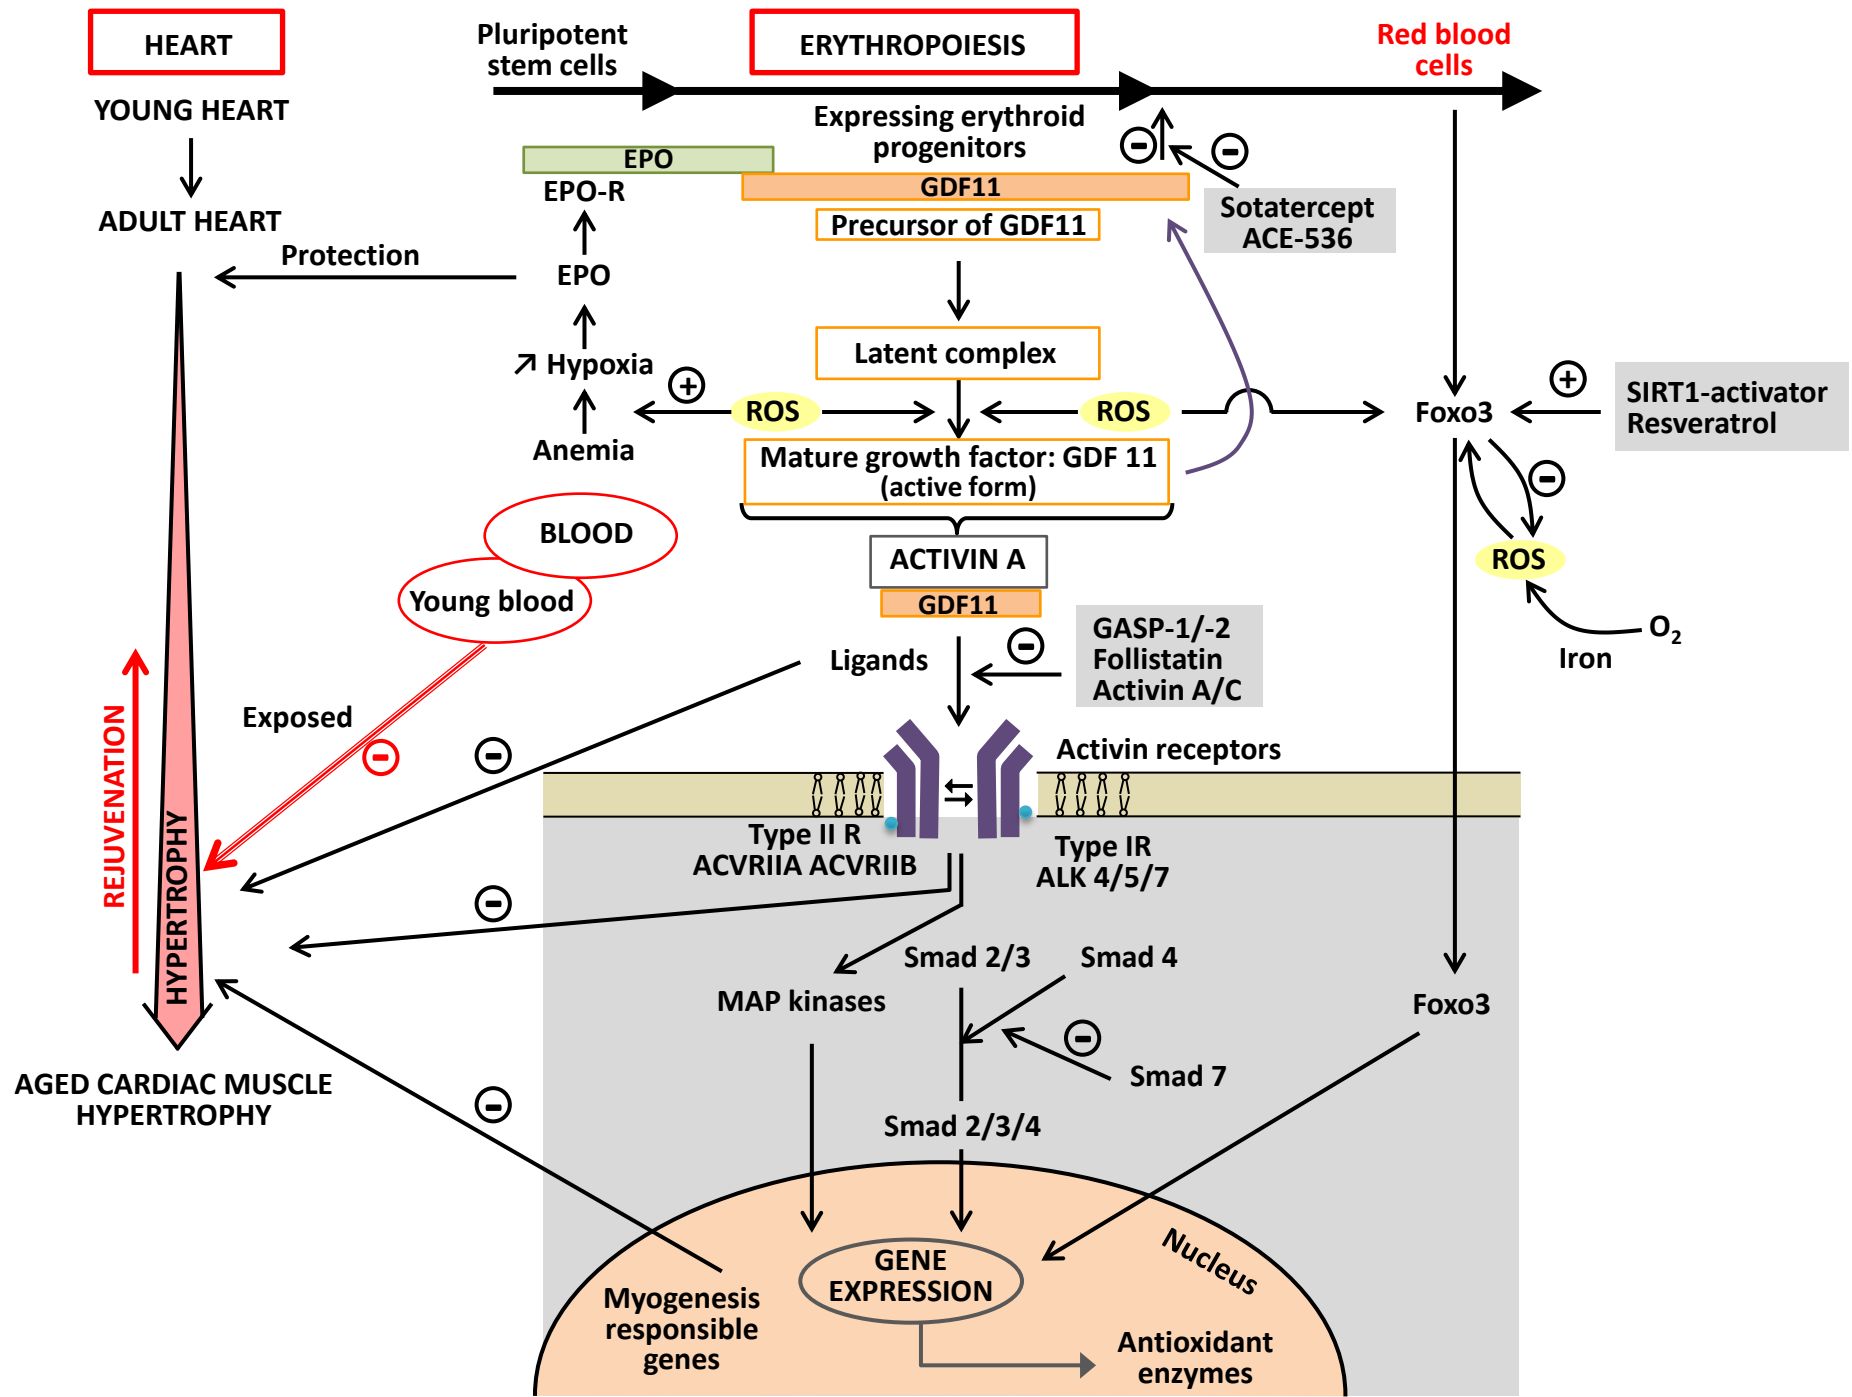 HEART
YOUNG HEART
ADULT HEART
Protection
Pluripotent
stem cells
ERYTHROPOIESIS
Red blood
cells
Expressing erythroid
progenitors
EPO
EPO-R
GDF11
Precursor of GDF11
-
-
Sotatercept
ACE-536
EPO
↗ Hypoxia
Anemia
Latent complex
+
ROS
ROS
Foxo3
+
SIRT1-activator
Resveratrol
Mature growth factor: GDF 11
(active form)
-
ROS
O2
Iron
BLOOD
Young blood
ACTIVIN A
GDF11
Ligands
-
GASP-1/-2
Follistatin
Activin A/C
Exposed
-
-
REJUVENATION
HYPERTROPHY
AGED CARDIAC MUSCLE
HYPERTROPHY
Activin receptors
Type II R
ACVRIIA ACVRIIB
Type IR
ALK 4/5/7
-
Smad 2/3
Smad 4
MAP kinases
-
Smad 7
Foxo3
-
Smad 2/3/4
Nucleus
GENE
EXPRESSION
Myogenesis
responsible
genes
Antioxidant
enzymes